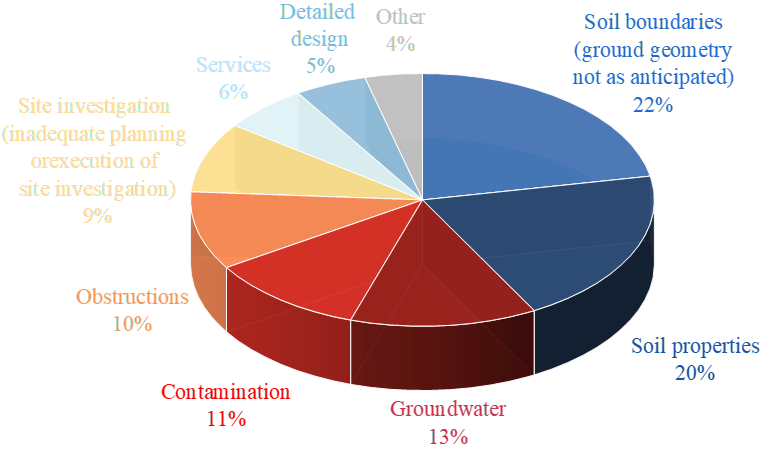 Detailed
design
5%
Other
4%
Soil boundaries
(ground geometry
not as anticipated)
22%
Services
6%
Site investigation
(inadequate planning
orexecution of
site investigation)
9%
Obstructions
10%
Soil properties
20%
Contamination
11%
Groundwater
13%